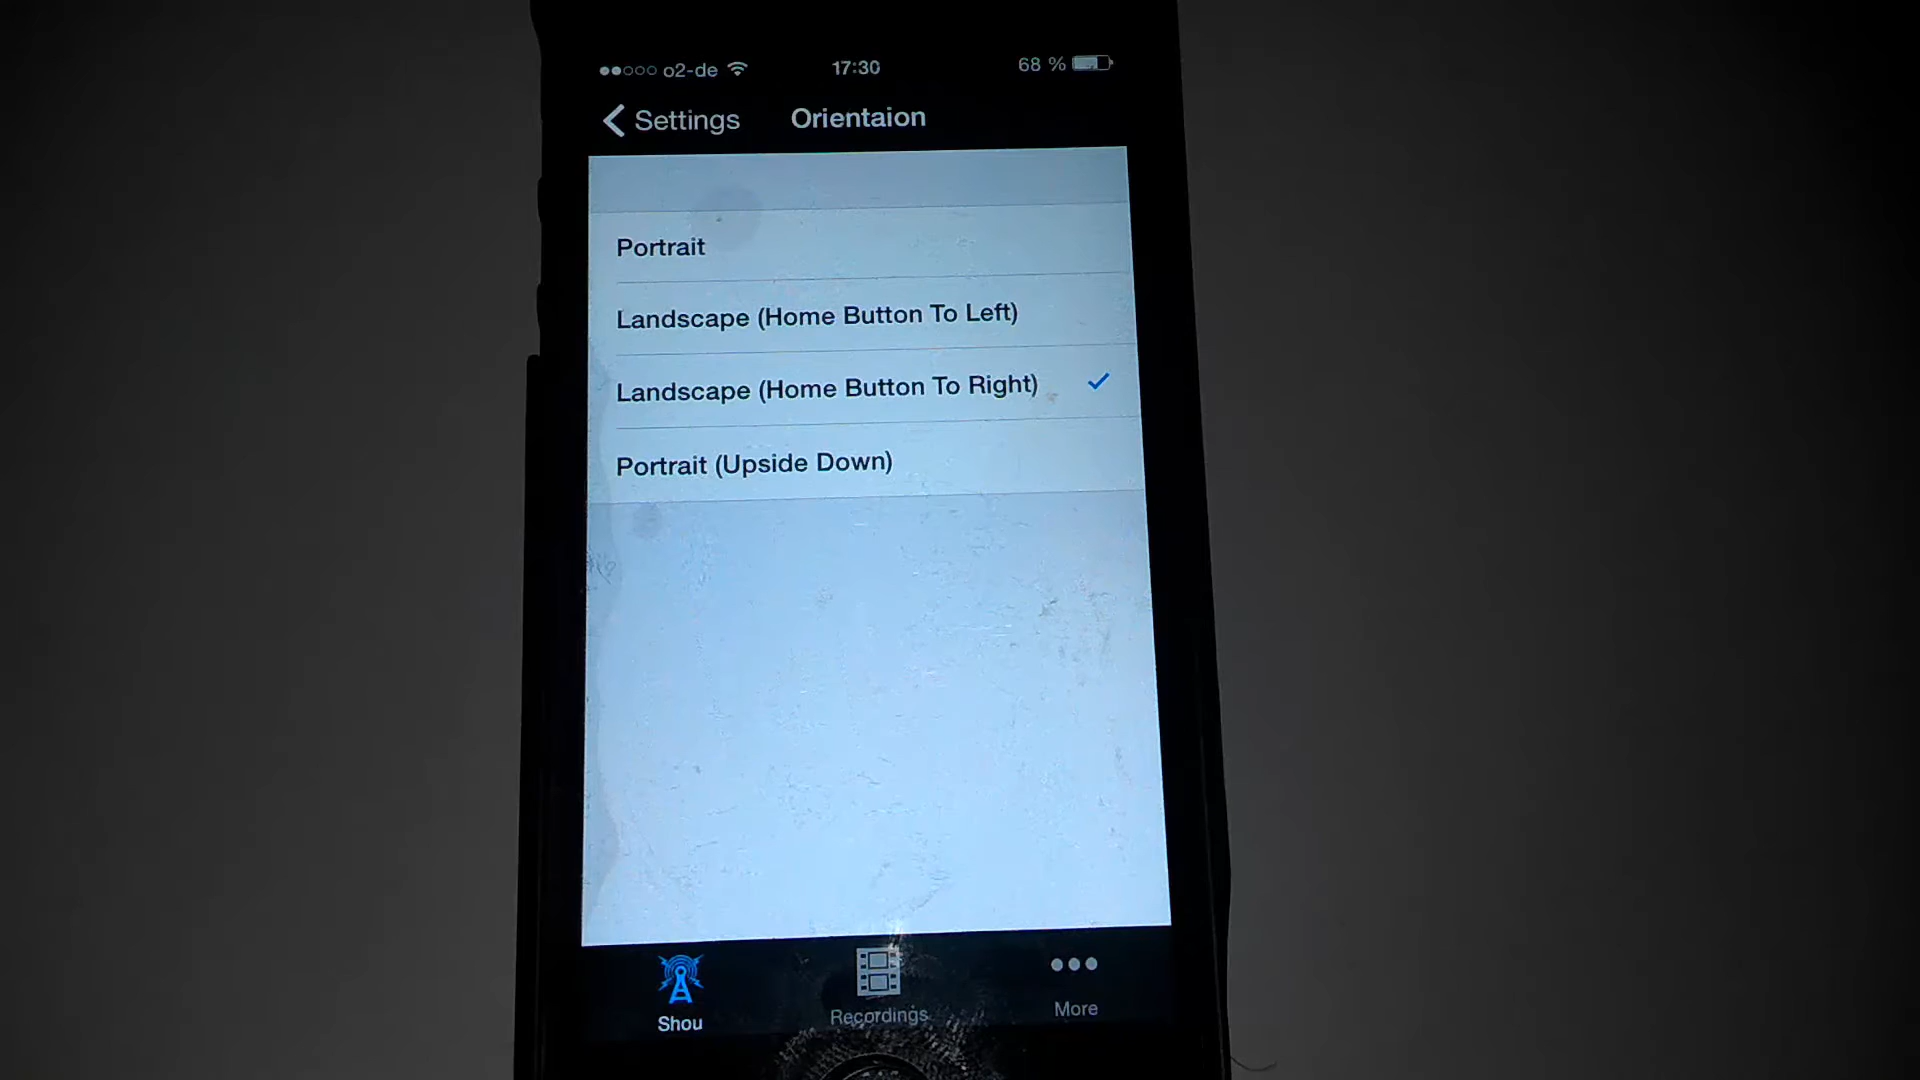 o2-de 17:30 68 %
Settings Orientaion
Portrait
Landscape (Home Button To Left)
Landscape (Home Button To Right)
Portrait (Upside Down)
Shou Recordings More